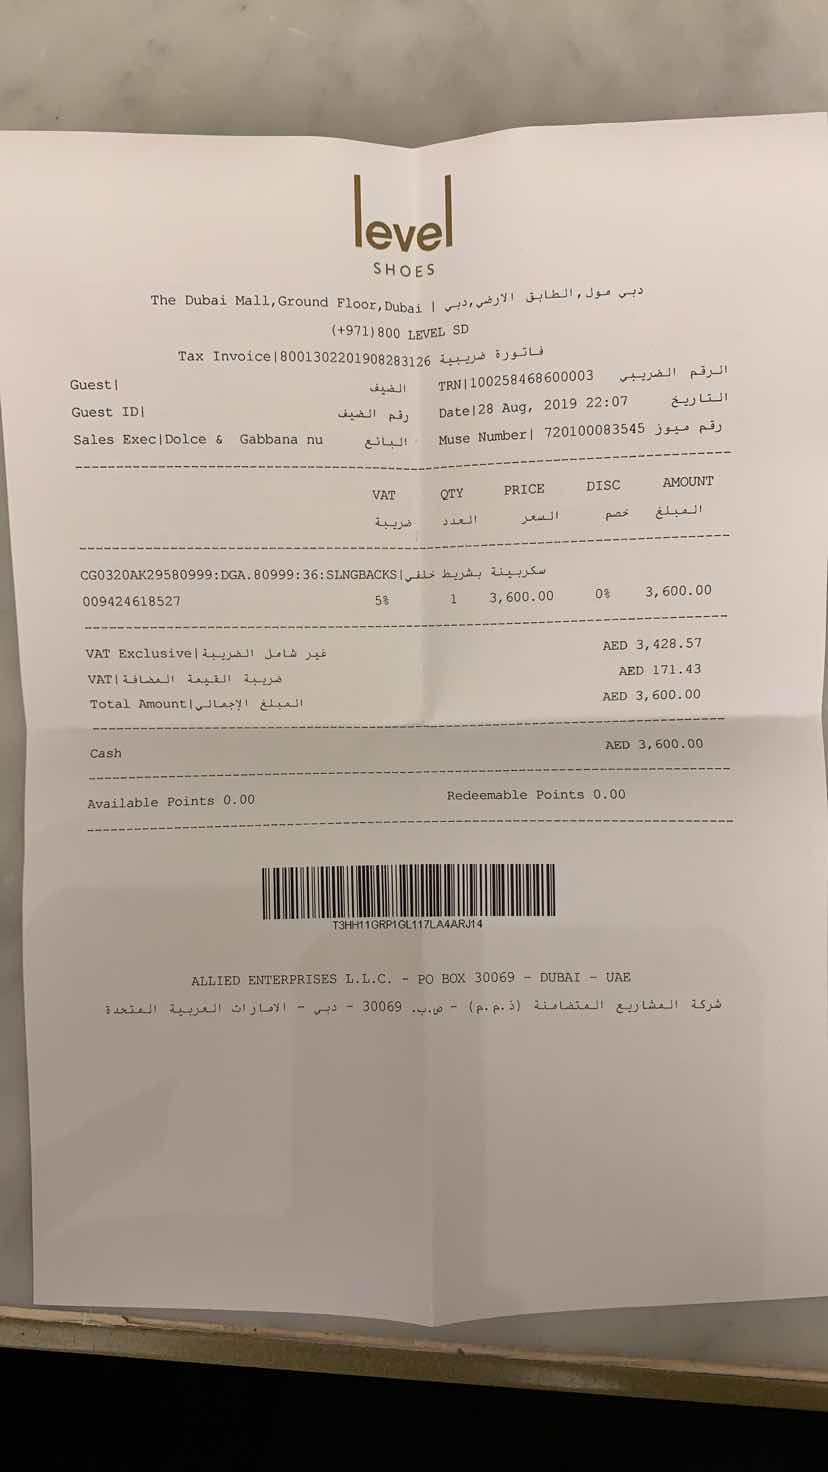 level
SHOES
The Dubai Mall,Ground Floor,Dubai | دبي مول,الطابق الارضي,دبي
(+971)800 LEVEL SD
Tax Invoice|8001302201908283126 فاتورة ضريبية
Guest| الضيف TRN|100258468600003 الرقم الضريبي
Guest ID| رقم الضيف Date|28 Aug, 2019 22:07 التاريخ
Sales Exec|Dolce & Gabbana nu البائع Muse Number| 720100083545 رقم ميوز
VAT QTY PRICE DISC AMOUNT
ضريبة العدد السعر خصم المبلغ
CG0320AK29580999:DGA.80999:36:SLNGBACKS|سكربينة بشريط خلفي
009424618527 5% 1 3,600.00 0% 3,600.00
VAT Exclusive|غير شامل الضريبة AED 3,428.57
VAT|ضريبة القيمة المضافة AED 171.43
Total Amount|المبلغ الإجمالي AED 3,600.00
Cash AED 3,600.00
Available Points 0.00 Redeemable Points 0.00
T3HH11GRP1GL117LA4ARJ14
ALLIED ENTERPRISES L.L.C. - PO BOX 30069 - DUBAI - UAE
شركة المشاريع المتضامنة (ذ.م.م) - ص.ب. 30069 - دبي - الامارات العربية المتحدة